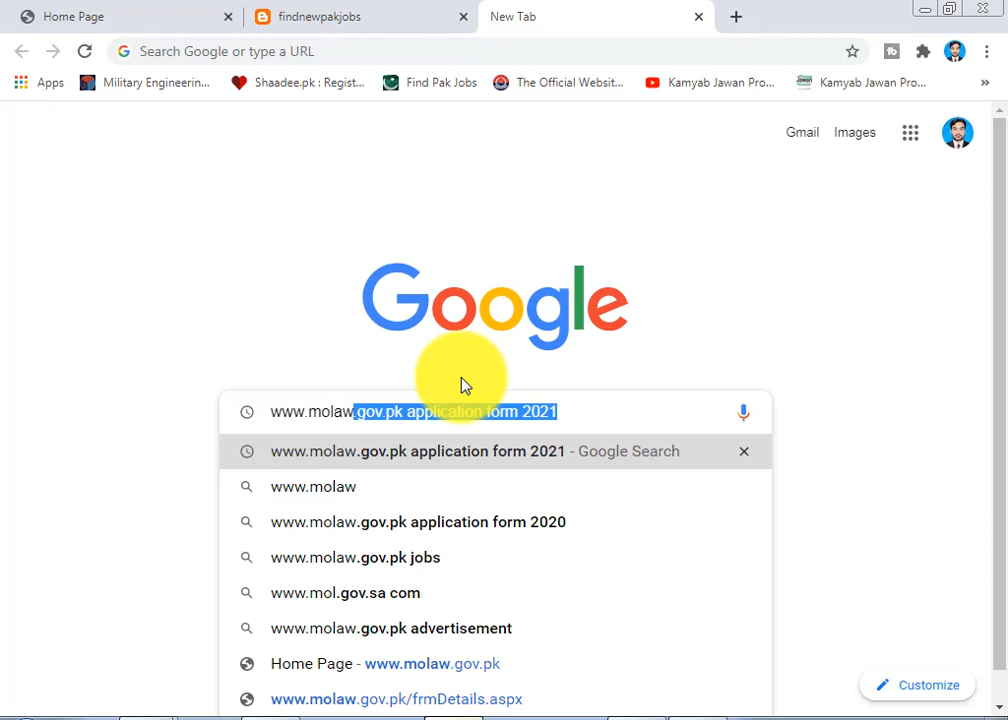 Home Page
findnewpakjobs
New Tab
Search Google or type a URL
Apps
Military Engineerin...
Shaadee.pk : Regist...
Find Pak Jobs
The Official Websit...
Kamyab Jawan Pro...
Kamyab Jawan Pro...
Gmail
Images
Google
www.molaw.gov.pk application form 2021
www.molaw.gov.pk application form 2021 - Google Search
www.molaw
www.molaw.gov.pk application form 2020
www.molaw.gov.pk jobs
www.mol.gov.sa com
www.molaw.gov.pk advertisement
Home Page - www.molaw.gov.pk
www.molaw.gov.pk/frmDetails.aspx
Customize